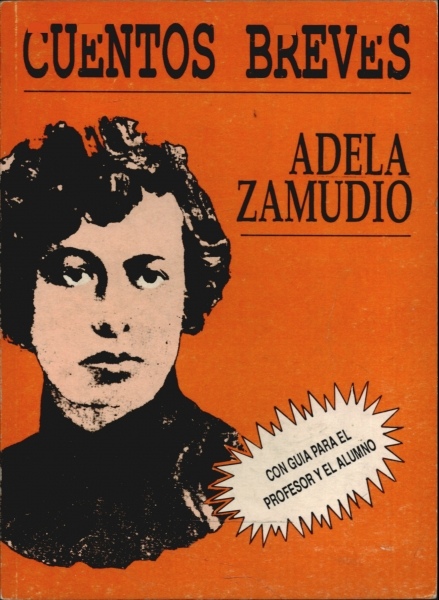 CUENTOS BREVES
ADELA
ZAMUDIO
CON GUIA PARA EL
PROFESOR Y EL ALUMNO